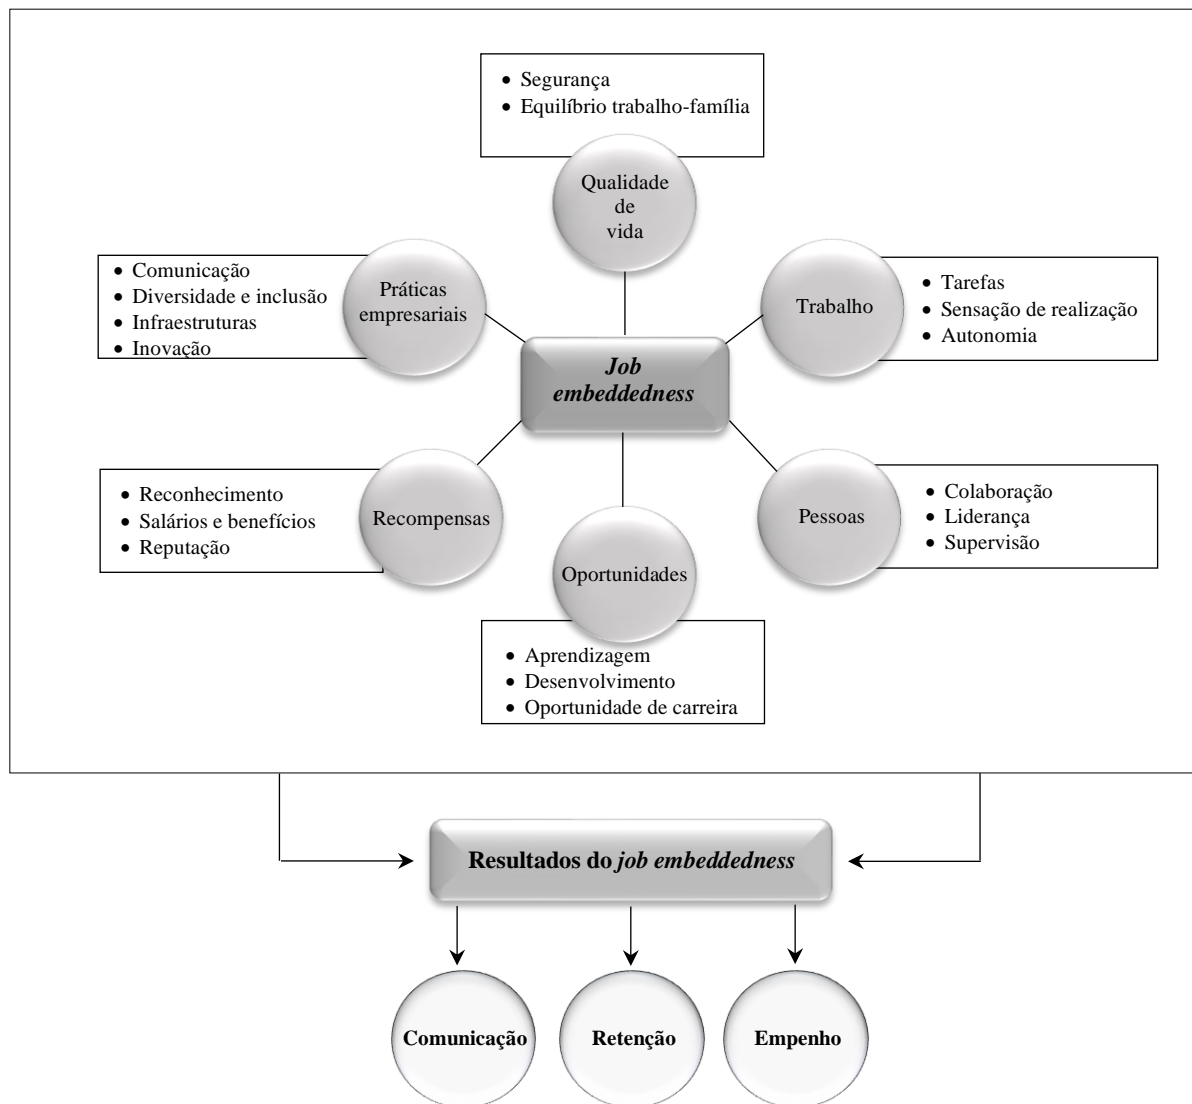 • Segurança
• Equilíbrio trabalho-família
Qualidade
de
vida
• Comunicação
• Diversidade e inclusão
• Infraestruturas
• Inovação
Práticas
empresariais
Trabalho
• Tarefas
• Sensação de realização
• Autonomia
Job
embeddedness
• Reconhecimento
• Salários e benefícios
• Reputação
Recompensas
Oportunidades
• Aprendizagem
• Desenvolvimento
• Oportunidade de carreira
Pessoas
• Colaboração
• Liderança
• Supervisão
Resultados do job embeddedness
Comunicação
Retenção
Empenho